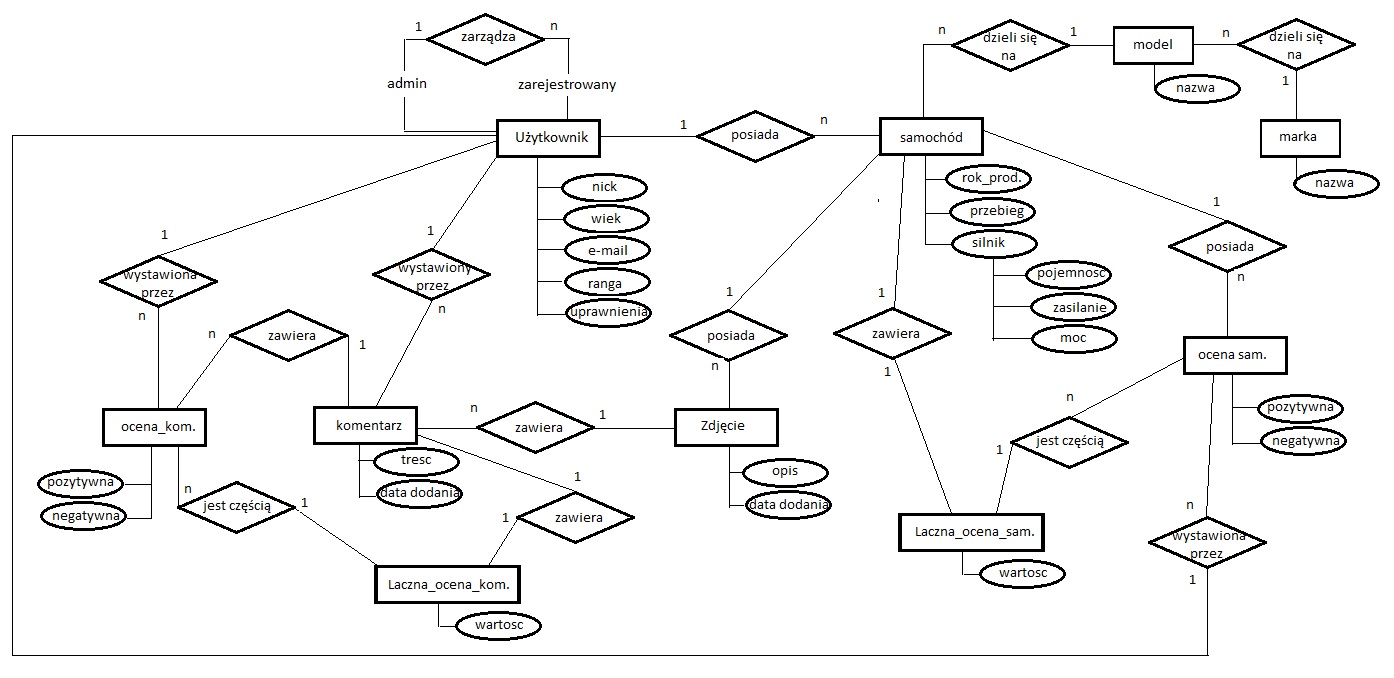 1
zarządza
n
admin
zarejestrowany
n
dzieli się
na
1
model
n
dzieli się
na
nazwa
1
marka
nazwa
Użytkownik
1
posiada
n
samochód
nick
wiek
e-mail
ranga
uprawnienia
rok_prod.
przebieg
silnik
pojemnosc
zasilanie
moc
1
wystawiona
przez
n
1
wystawiony
przez
n
n
zawiera
1
1
posiada
n
1
zawiera
1
1
posiada
n
ocena sam.
pozytywna
negatywna
ocena_kom.
pozytywna
negatywna
komentarz
tresc
data dodania
n
zawiera
1
Zdjęcie
opis
data dodania
n
jest częścią
1
1
zawiera
1
n
jest częścią
1
Laczna_ocena_kom.
wartosc
Laczna_ocena_sam.
wartosc
n
wystawiona
przez
1